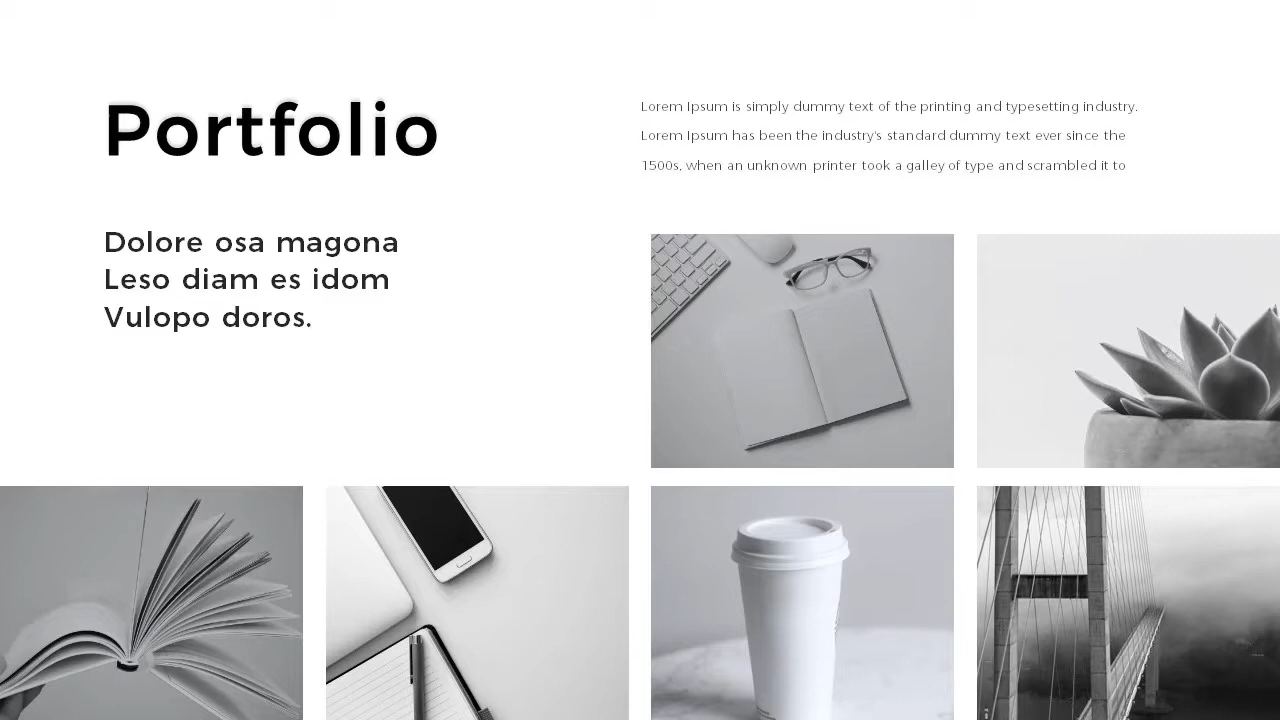 Portfolio
Lorem Ipsum is simply dummy text of the printing and typesetting industry.
Lorem Ipsum has been the industry's standard dummy text ever since the
1500s, when an unknown printer took a galley of type and scrambled it to
Dolore osa magona
Leso diam es idom
Vulopo doros.